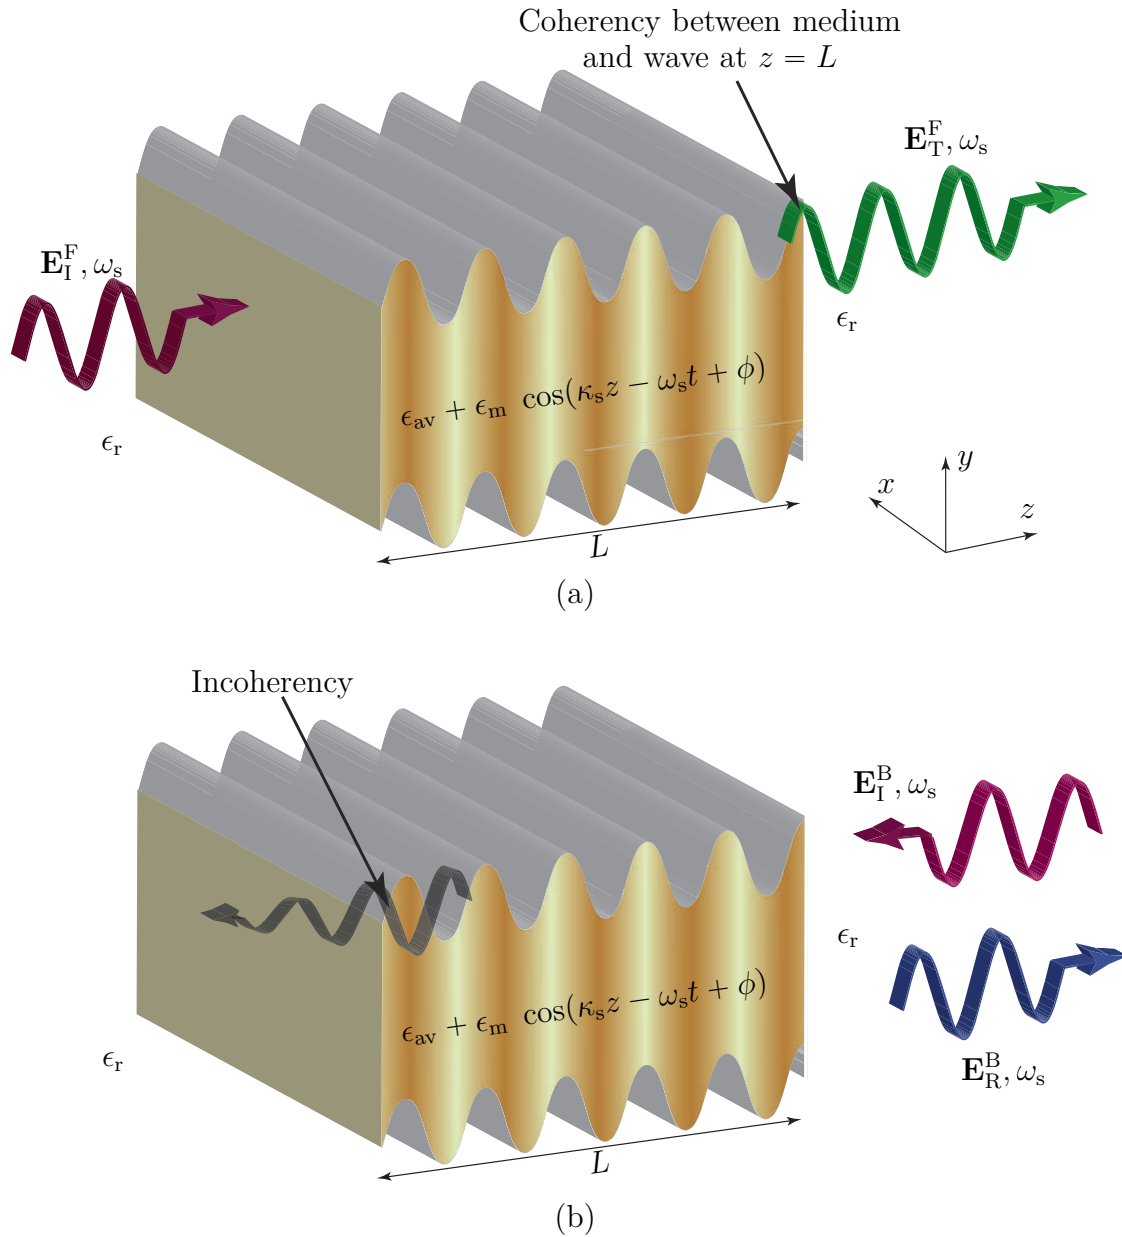 Coherency between medium
and wave at z = L
E_T^F, ω_s
E_I^F, ω_s
ϵ_r
ϵ_av + ϵ_m cos(κ_s z − ω_s t + ϕ)
ϵ_r
y
x
z
L
(a)
Incoherency
E_I^B, ω_s
ϵ_r
ϵ_av + ϵ_m cos(κ_s z − ω_s t + ϕ)
ϵ_r
E_R^B, ω_s
L
(b)